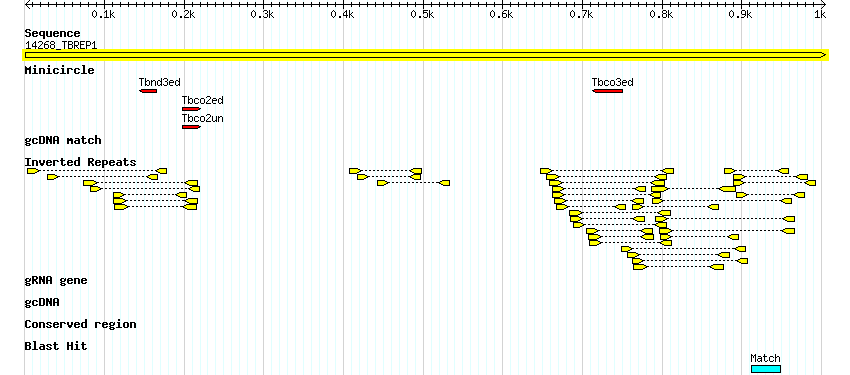 0.1k 0.2k 0.3k 0.4k 0.5k 0.6k 0.7k 0.8k 0.9k 1k
Sequence
14268_TBREP1
Minicircle
Tbnd3ed Tbco3ed
Tbco2ed
Tbco2un
gcDNA match
Inverted Repeats
gRNA gene
gcDNA
Conserved region
Blast Hit
Match